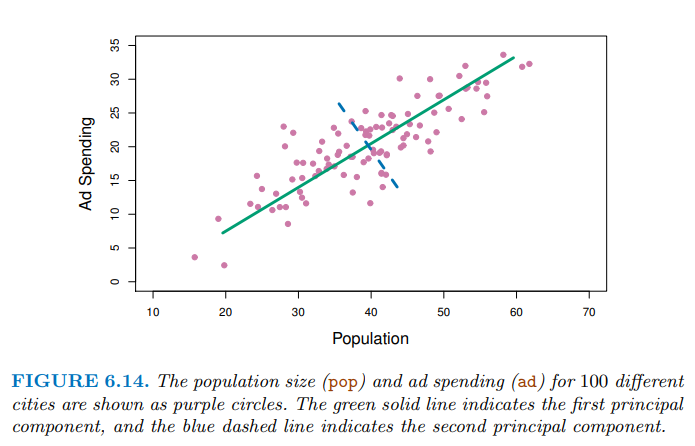 35
30
25
20
15
10
5
0
Ad Spending
10 20 30 40 50 60 70
Population
FIGURE 6.14. The population size (pop) and ad spending (ad) for 100 different
cities are shown as purple circles. The green solid line indicates the first principal
component, and the blue dashed line indicates the second principal component.